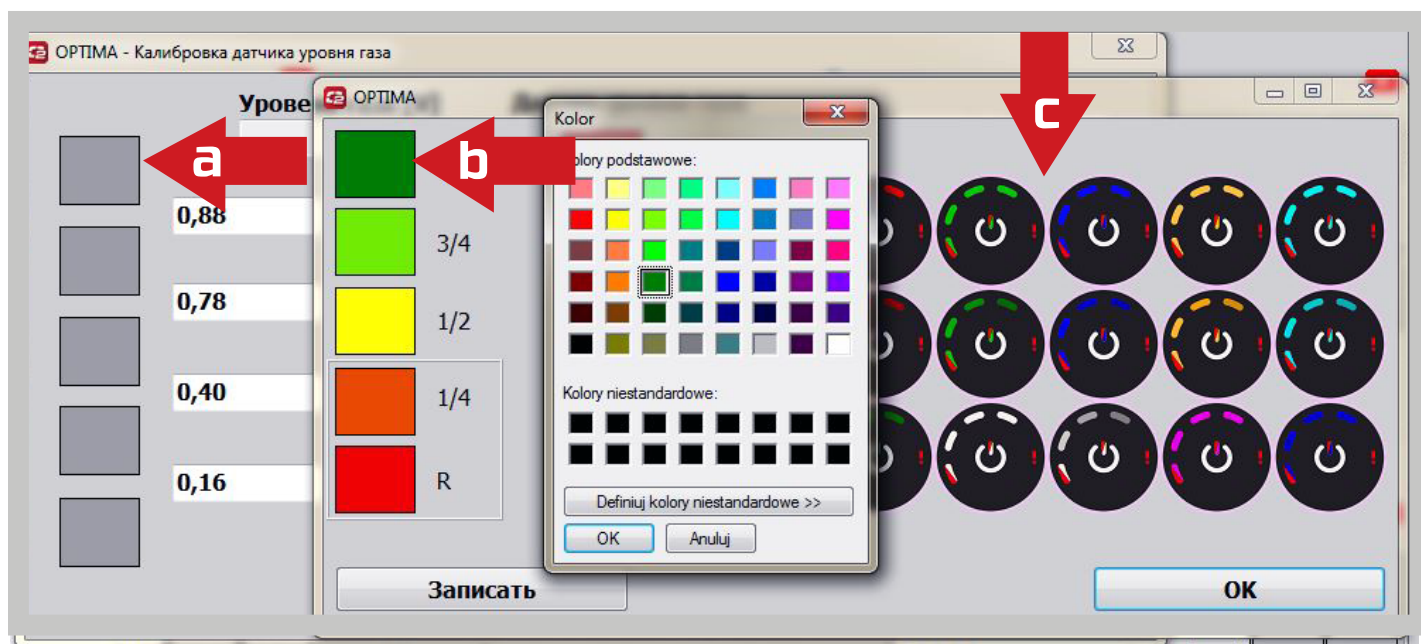 OPTIMA - Калибровка датчика уровня газа
Урове
a
0,88
0,78
0,40
0,16
OPTIMA
b
3/4
1/2
1/4
R
Записать
Kolor
podstawowe:
Kolory niestandardowe:
Definiuj kolory niestandardowe >>
OK
Anuluj
c
OK